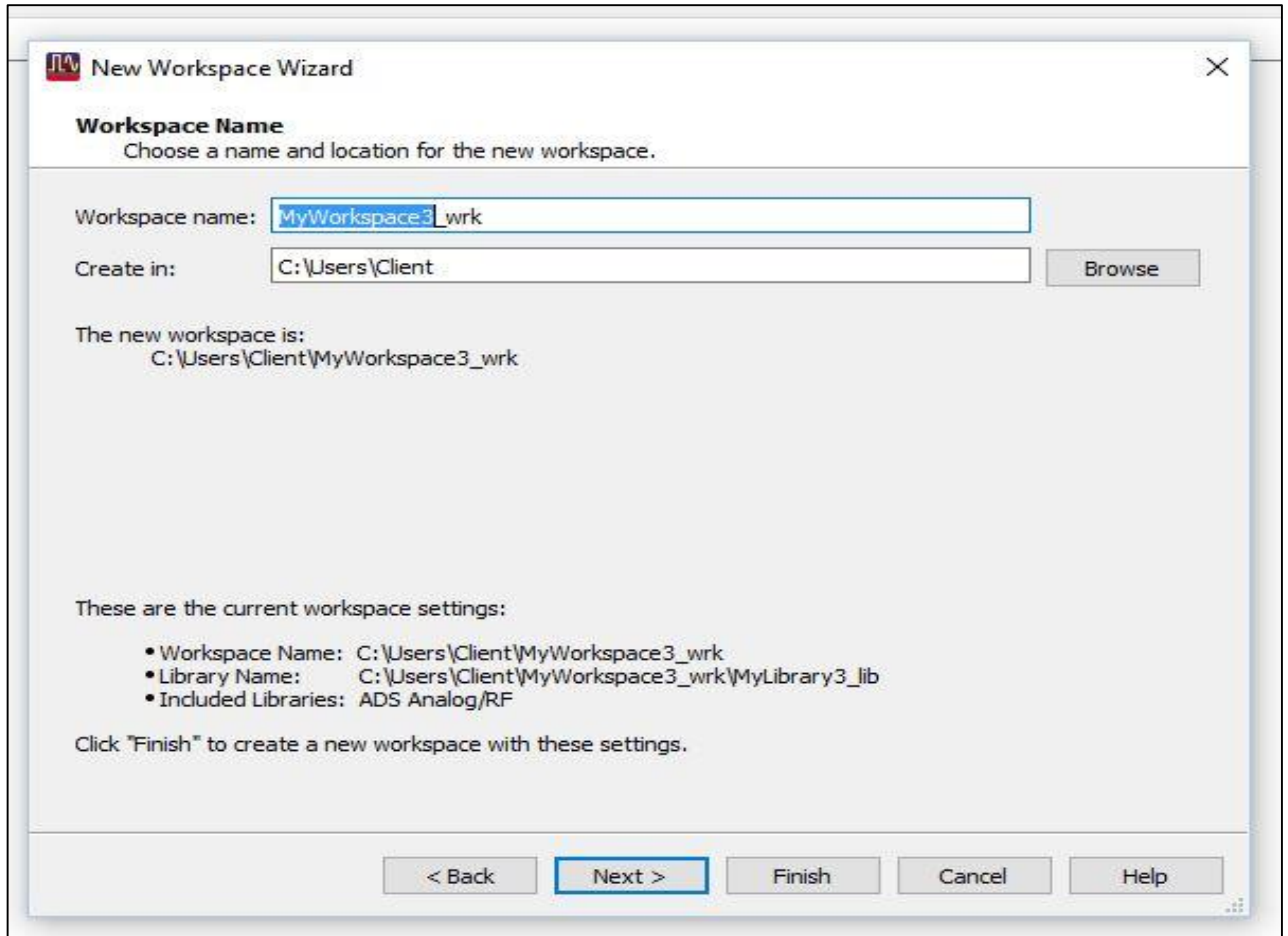 New Workspace Wizard
Workspace Name
Choose a name and location for the new workspace.
Workspace name: MyWorkspace3_wrk
Create in: C:\Users\Client Browse
The new workspace is:
C:\Users\Client\MyWorkspace3_wrk
These are the current workspace settings:
• Workspace Name: C:\Users\Client\MyWorkspace3_wrk
• Library Name: C:\Users\Client\MyWorkspace3_wrk\MyLibrary3_lib
• Included Libraries: ADS Analog/RF
Click "Finish" to create a new workspace with these settings.
< Back Next > Finish Cancel Help